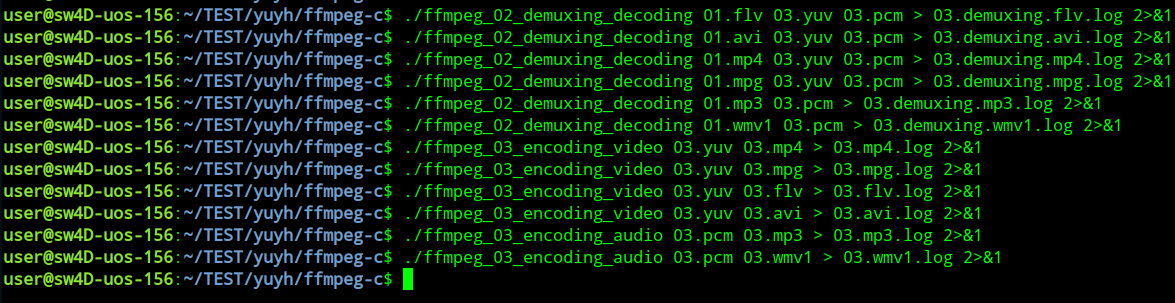 user@sw4D-uos-156:~/TEST/yuyh/ffmpeg-c$ ./ffmpeg_02_demuxing_decoding 01.flv 03.yuv 03.pcm > 03.demuxing.flv.log 2>&1
user@sw4D-uos-156:~/TEST/yuyh/ffmpeg-c$ ./ffmpeg_02_demuxing_decoding 01.avi 03.yuv 03.pcm > 03.demuxing.avi.log 2>&1
user@sw4D-uos-156:~/TEST/yuyh/ffmpeg-c$ ./ffmpeg_02_demuxing_decoding 01.mp4 03.yuv 03.pcm > 03.demuxing.mp4.log 2>&1
user@sw4D-uos-156:~/TEST/yuyh/ffmpeg-c$ ./ffmpeg_02_demuxing_decoding 01.mpg 03.yuv 03.pcm > 03.demuxing.mpg.log 2>&1
user@sw4D-uos-156:~/TEST/yuyh/ffmpeg-c$ ./ffmpeg_02_demuxing_decoding 01.mp3 03.pcm > 03.demuxing.mp3.log 2>&1
user@sw4D-uos-156:~/TEST/yuyh/ffmpeg-c$ ./ffmpeg_02_demuxing_decoding 01.wmv1 03.pcm > 03.demuxing.wmv1.log 2>&1
user@sw4D-uos-156:~/TEST/yuyh/ffmpeg-c$ ./ffmpeg_03_encoding_video 03.yuv 03.mp4 > 03.mp4.log 2>&1
user@sw4D-uos-156:~/TEST/yuyh/ffmpeg-c$ ./ffmpeg_03_encoding_video 03.yuv 03.mpg > 03.mpg.log 2>&1
user@sw4D-uos-156:~/TEST/yuyh/ffmpeg-c$ ./ffmpeg_03_encoding_video 03.yuv 03.flv > 03.flv.log 2>&1
user@sw4D-uos-156:~/TEST/yuyh/ffmpeg-c$ ./ffmpeg_03_encoding_video 03.yuv 03.avi > 03.avi.log 2>&1
user@sw4D-uos-156:~/TEST/yuyh/ffmpeg-c$ ./ffmpeg_03_encoding_audio 03.pcm 03.mp3 > 03.mp3.log 2>&1
user@sw4D-uos-156:~/TEST/yuyh/ffmpeg-c$ ./ffmpeg_03_encoding_audio 03.pcm 03.wmv1 > 03.wmv1.log 2>&1
user@sw4D-uos-156:~/TEST/yuyh/ffmpeg-c$